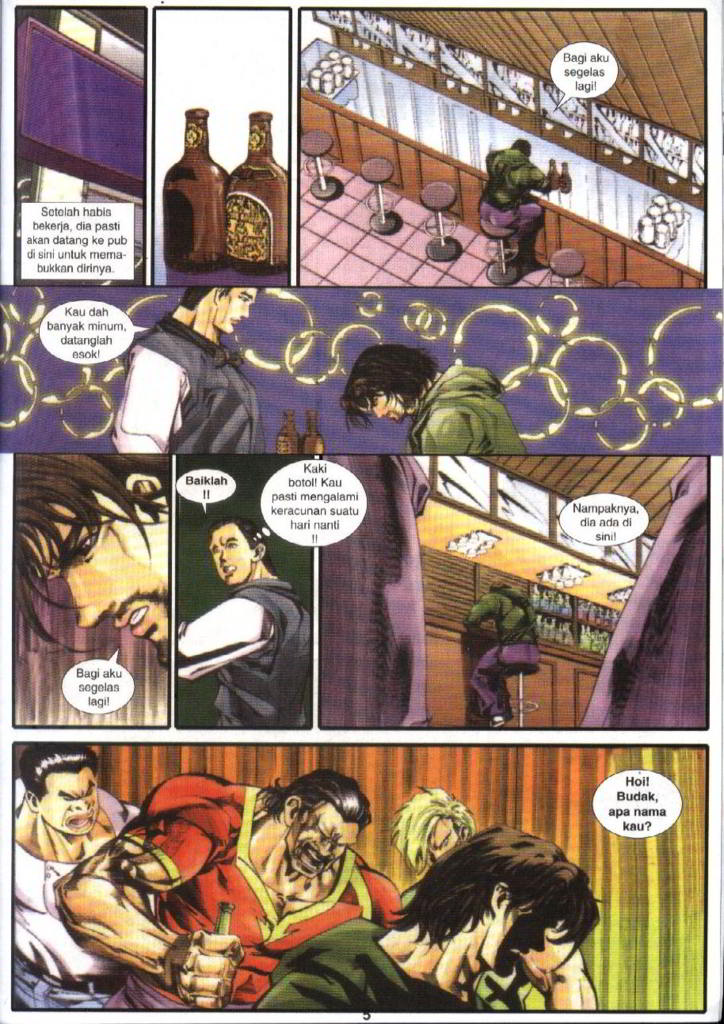 Setelah habis
bekerja, dia pasti
akan datang ke pub
di sini untuk mema-
bukkan dirinya.
Bagi aku
segelas
lagi!
Kau dah
banyak minum,
datanglah
esok!
Bagi aku
segelas
lagi!
Baiklah
!!
Kaki
botol! Kau
pasti mengalami
keracunan suatu
hari nanti
!!
Nampaknya,
dia ada di
sini!
Hoi!
Budak,
apa nama
kau?
5